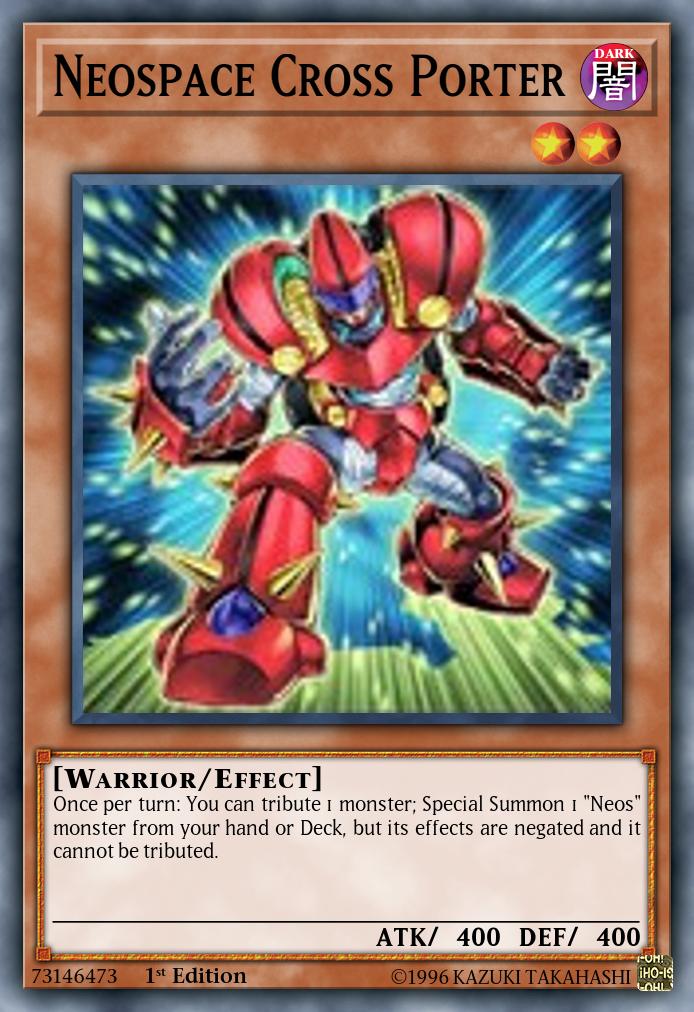 NEOSPACE CROSS PORTER
DARK
闇
[WARRIOR/EFFECT]
Once per turn: You can tribute 1 monster; Special Summon 1 "Neos"
monster from your hand or Deck, but its effects are negated and it
cannot be tributed.
ATK/ 400 DEF/ 400
73146473 1st Edition ©1996 KAZUKI TAKAHASHI